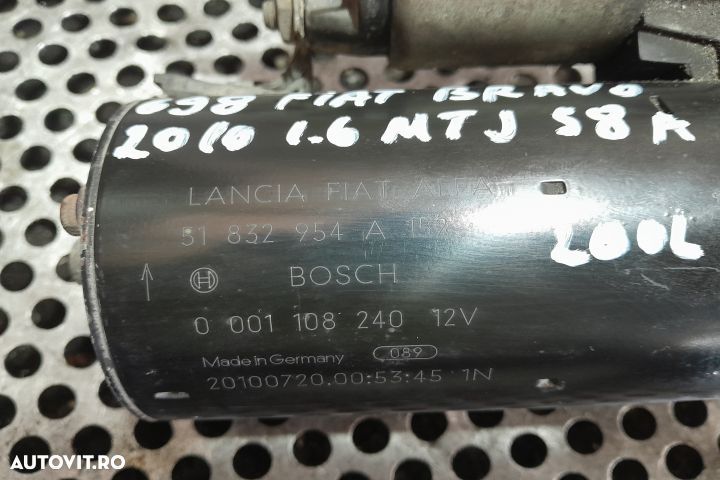 698 FIAT BRAVO
2010 1.6 MTJ S8 A
LANCIA FIAT ALFA
51 832 954 A
200L
BOSCH
0 001 108 240 12V
Made in Germany 089
20100720.00:53:45 1N
AUTOVIT.RO